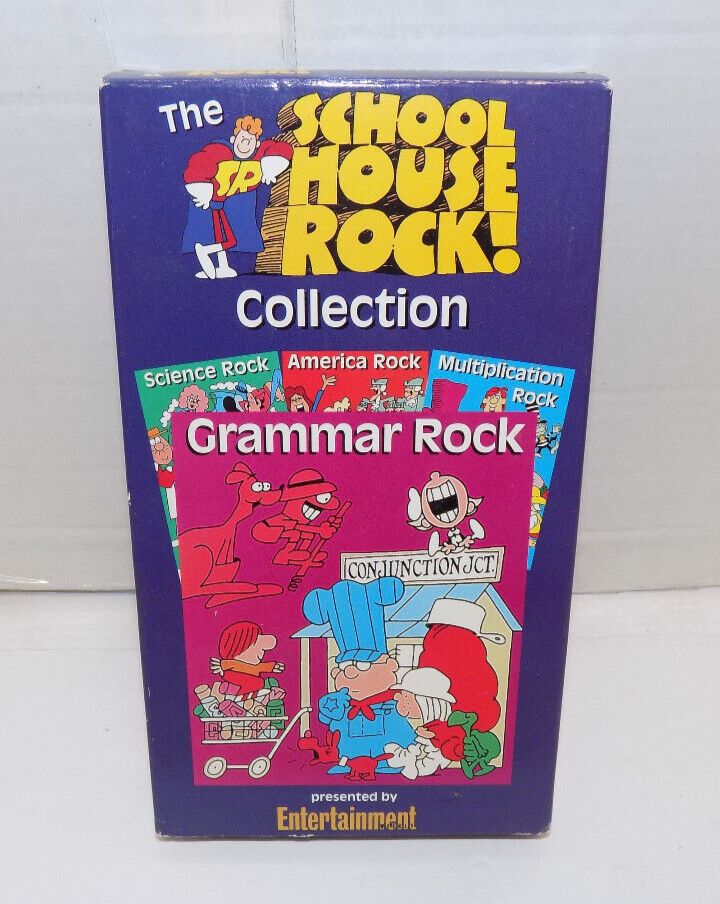 The
SCHOOL
HOUSE
ROCK!
SR
Collection
Science Rock
America Rock
Multiplication
Rock
Grammar Rock
CONJUNCTION JCT.
presented by
Entertainment